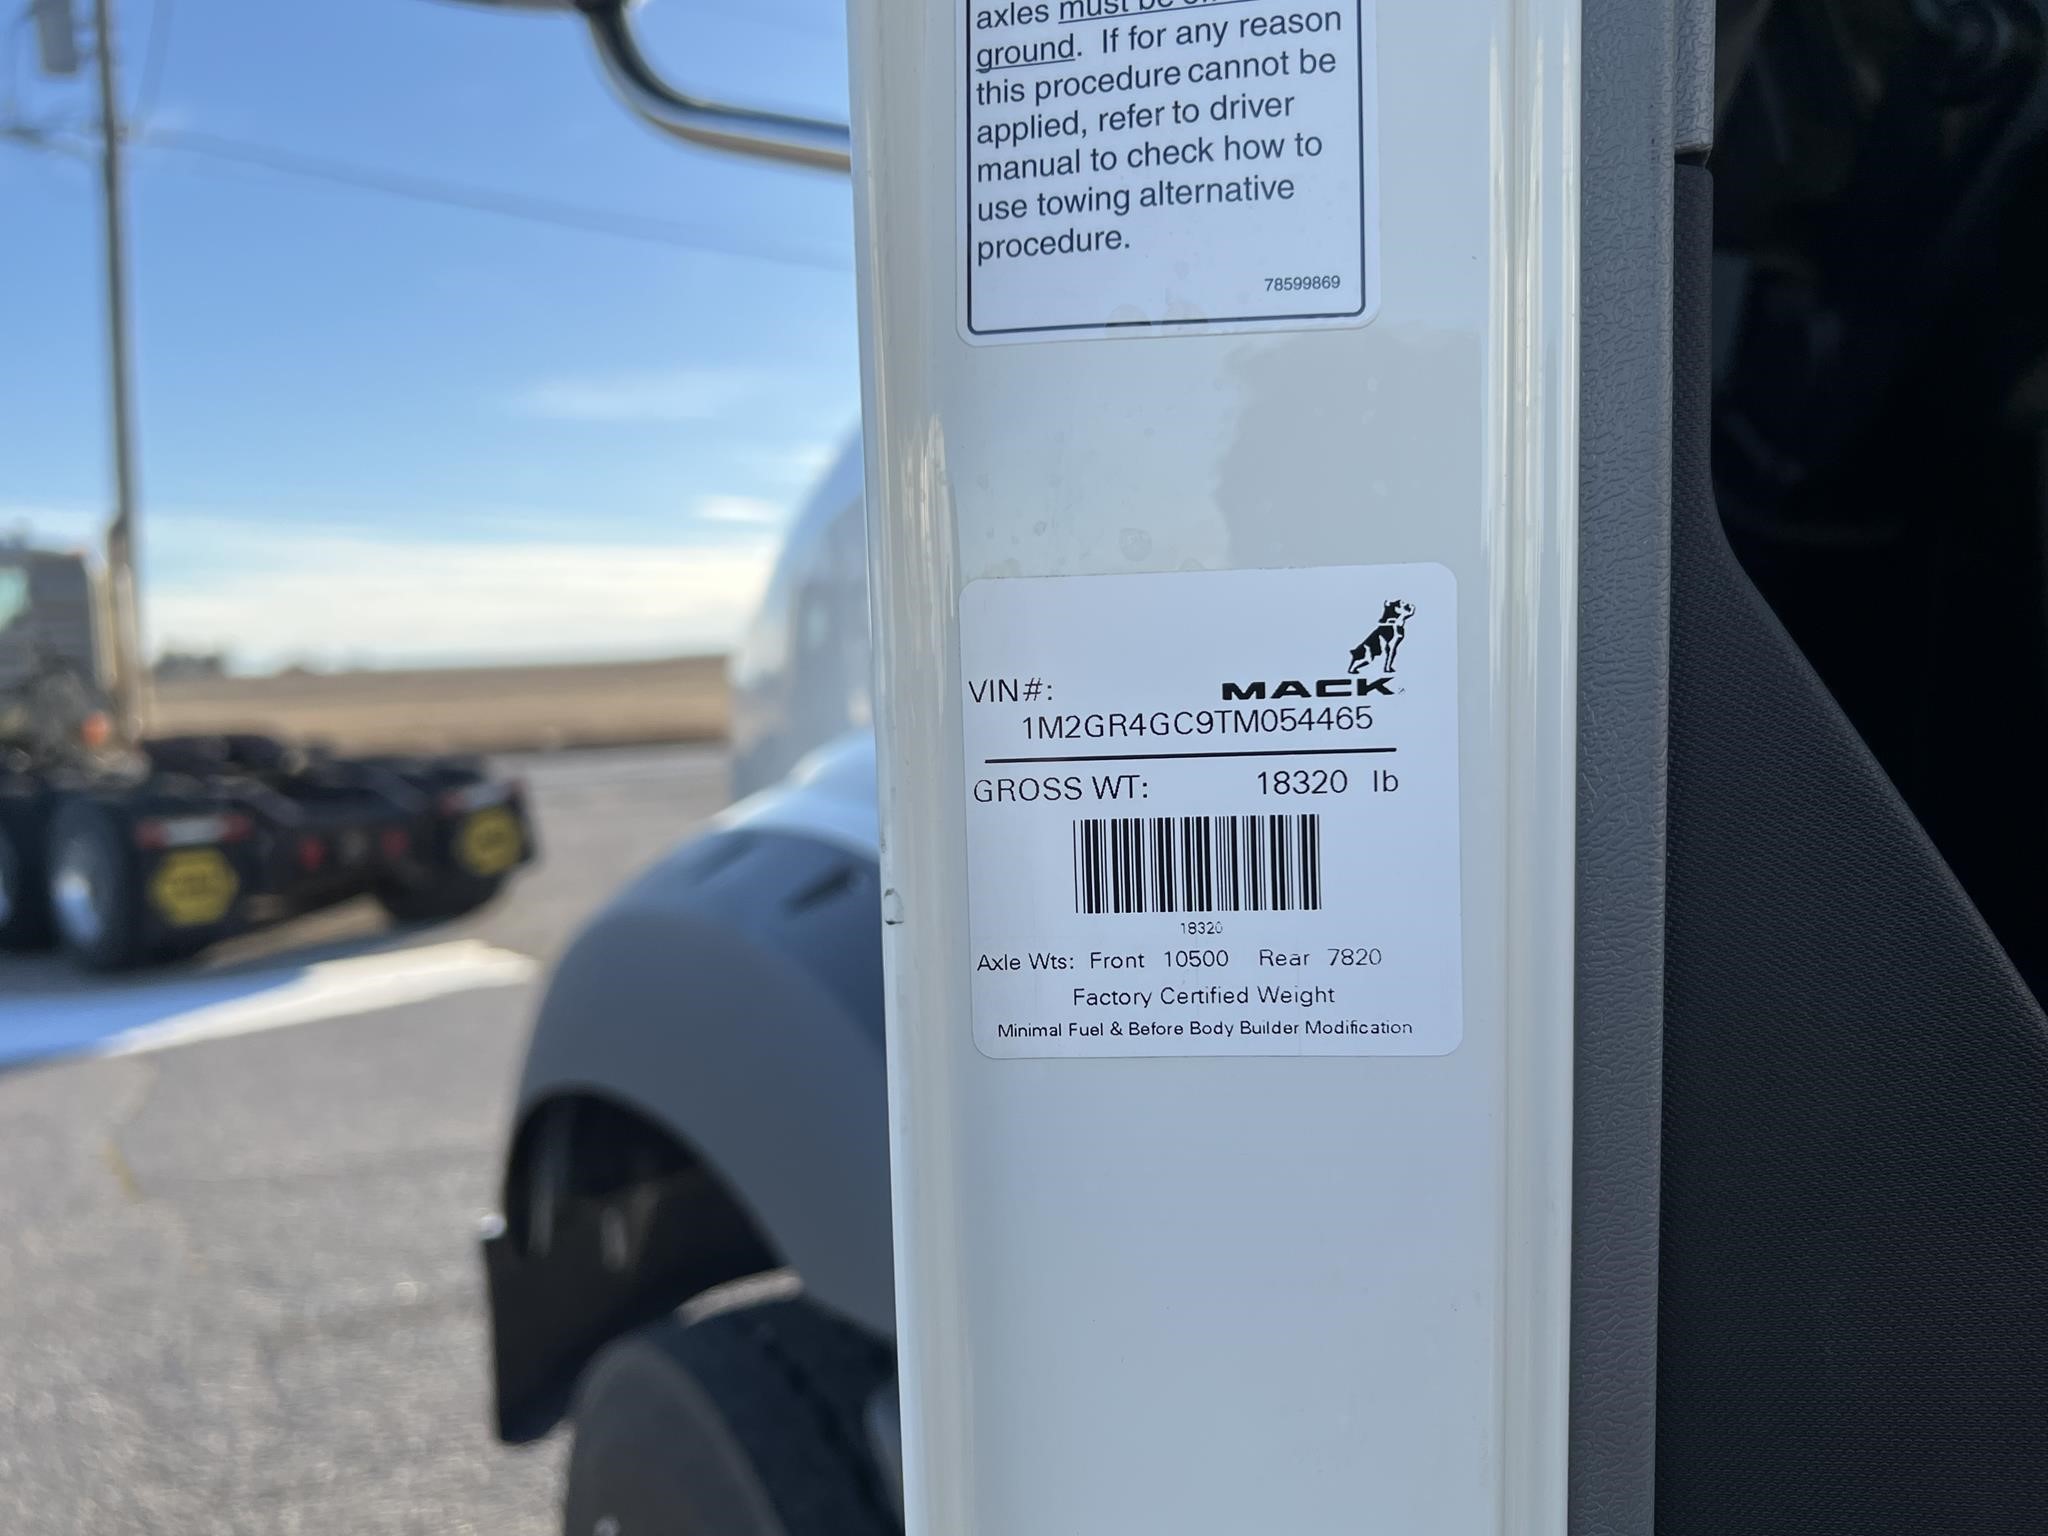 axles must be
ground. If for any reason
this procedure cannot be
applied, refer to driver
manual to check how to
use towing alternative
procedure.
78599869
MACK
VIN#:
1M2GR4GC9TM054465
GROSS WT: 18320 lb
18320
Axle Wts: Front 10500 Rear 7820
Factory Certified Weight
Minimal Fuel & Before Body Builder Modification